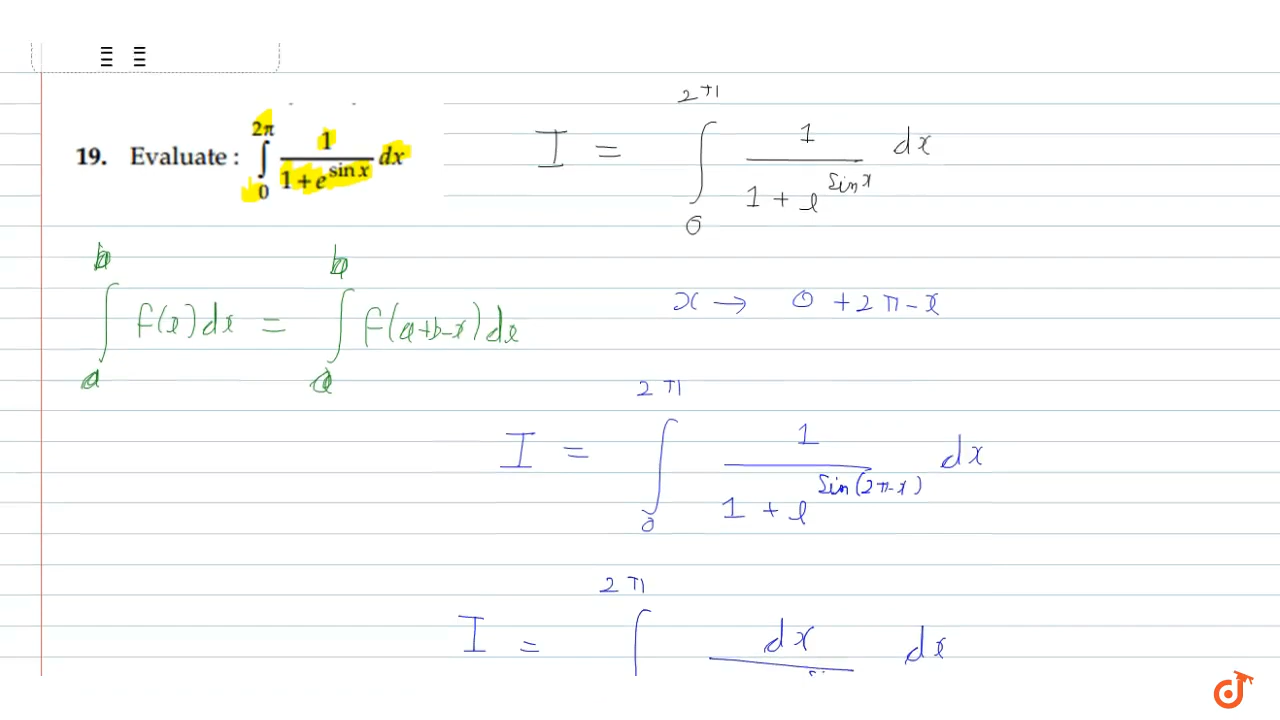 19. Evaluate : ∫₀^{2π} 1/(1+e^{sin x}) dx
I = ∫₀^{2π} 1/(1+e^{Sin x}) dx
∫ₐᵇ f(x)dx = ∫ₐᵇ f(a+b-x)dx
x → 0 + 2π - x
I = ∫₀^{2π} 1/(1+e^{Sin(2π-x)}) dx
2π
I = ∫ dx dx